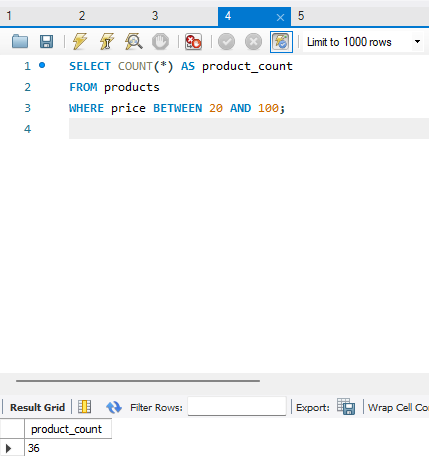 1 2 3 4 5
Limit to 1000 rows
1 SELECT COUNT(*) AS product_count
2 FROM products
3 WHERE price BETWEEN 20 AND 100;
4
Result Grid Filter Rows: Export: Wrap Cell Co
product_count
36